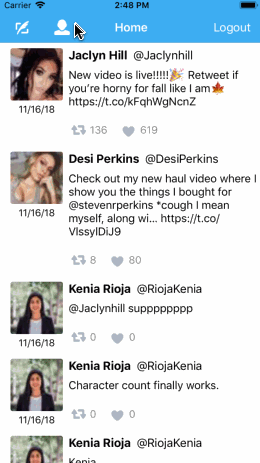 Carrier 2:48 PM
Home Logout
Jaclyn Hill @Jaclynhill
New video is live!!!!!🎉 Retweet if
you're horny for fall like I am🍁
https://t.co/kFqhWgNcnZ
11/16/18
136 619
Desi Perkins @DesiPerkins
Check out my new haul video where I
show you the things I bought for
@stevenrperkins *cough I mean
myself, along wi... https://t.co/
VlssylDiJ9
11/16/18
8 80
Kenia Rioja @RiojaKenia
@Jaclynhill supppppppp
11/16/18
0 0
Kenia Rioja @RiojaKenia
Character count finally works.
11/16/18
0 0
Kenia Rioja @RiojaKenia
Kenia